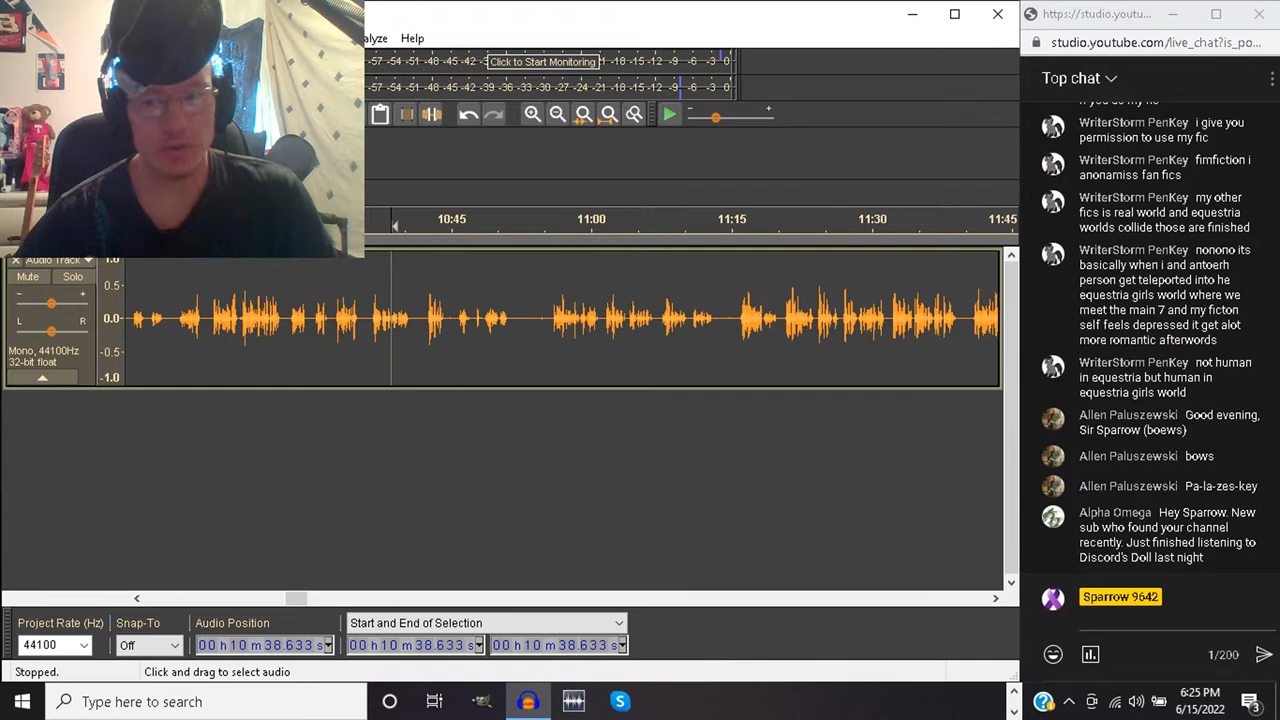 https://studio.youtu...
studio.youtube.com/live_chat?is_po...
Top chat
WriterStorm PenKey i give you
permission to use my fic
WriterStorm PenKey fimfiction i
anonamiss fan fics
WriterStorm PenKey my other
fics is real world and equestria
worlds collide those are finished
WriterStorm PenKey nonono its
basically when i and antoerh
person get teleported into he
equestria girls world where we
meet the main 7 and my ficton
self feels depressed it get alot
more romantic afterwords
WriterStorm PenKey not human
in equestria but human in
equestria girls world
Allen Paluszewski Good evening,
Sir Sparrow (boews)
Allen Paluszewski bows
Allen Paluszewski Pa-la-zes-key
Alpha Omega Hey Sparrow. New
sub who found your channel
recently. Just finished listening to
Discord's Doll last night
Sparrow 9642
1/200
alyze Help
-57 -54 -51 -48 -45 -42 Click to Start Monitoring 1 -18 -15 -12 -9 -6 -3 0
-57 -54 -51 -48 -45 -42 -39 -36 -33 -30 -27 -24 -21 -18 -15 -12 -9 -6 -3 0
- +
10:45 11:00 11:15 11:30 11:45
Audio Track
Mute Solo
- +
L R
Mono, 44100Hz
32-bit float
1.0
0.5
0.0
-0.5
-1.0
Project Rate (Hz) Snap-To Audio Position Start and End of Selection
44100 Off 00 h 10 m 38.633 s 00 h 10 m 38.633 s 00 h 10 m 38.633 s
Stopped. Click and drag to select audio
Type here to search
6:25 PM
6/15/2022
3